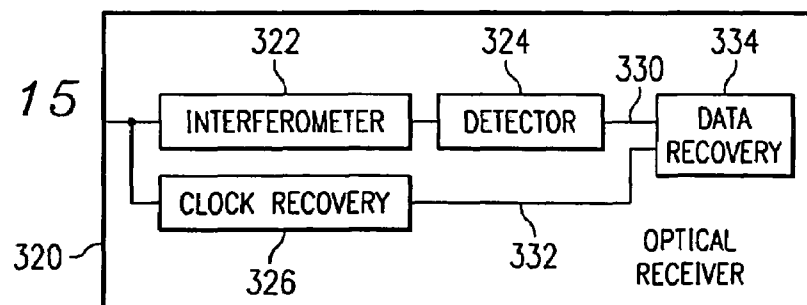 322
324
334
330
15
INTERFEROMETER
DETECTOR
DATA
RECOVERY
CLOCK RECOVERY
320
326
332
OPTICAL
RECEIVER